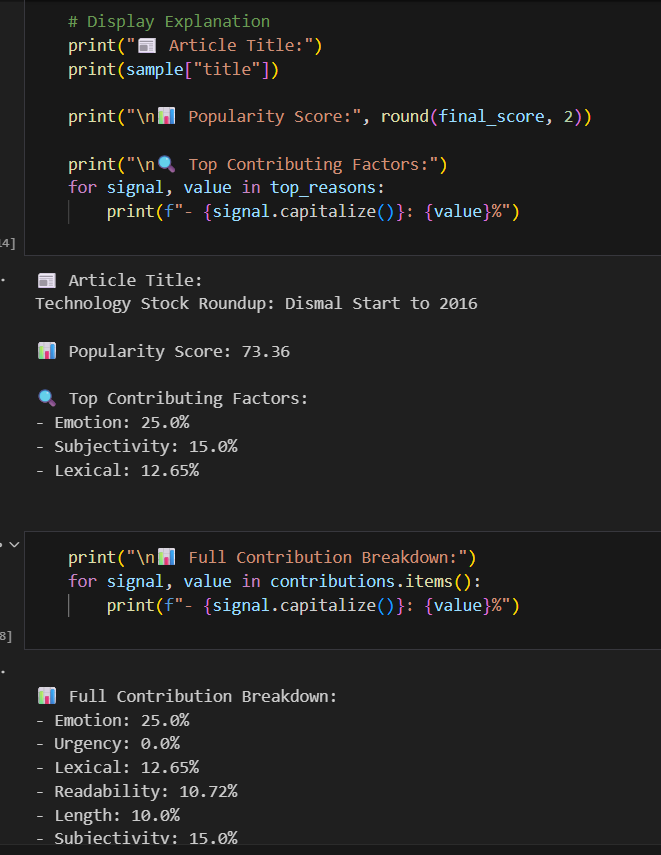 # Display Explanation
print("📰 Article Title:")
print(sample["title"])
print("\n📊 Popularity Score:", round(final_score, 2))
print("\n🔍 Top Contributing Factors:")
for signal, value in top_reasons:
    print(f"- {signal.capitalize()}: {value}%")
14]
📰 Article Title:
Technology Stock Roundup: Dismal Start to 2016
📊 Popularity Score: 73.36
🔍 Top Contributing Factors:
- Emotion: 25.0%
- Subjectivity: 15.0%
- Lexical: 12.65%
print("\n📊 Full Contribution Breakdown:")
for signal, value in contributions.items():
    print(f"- {signal.capitalize()}: {value}%")
8]
📊 Full Contribution Breakdown:
- Emotion: 25.0%
- Urgency: 0.0%
- Lexical: 12.65%
- Readability: 10.72%
- Length: 10.0%
- Subjectivity: 15.0%